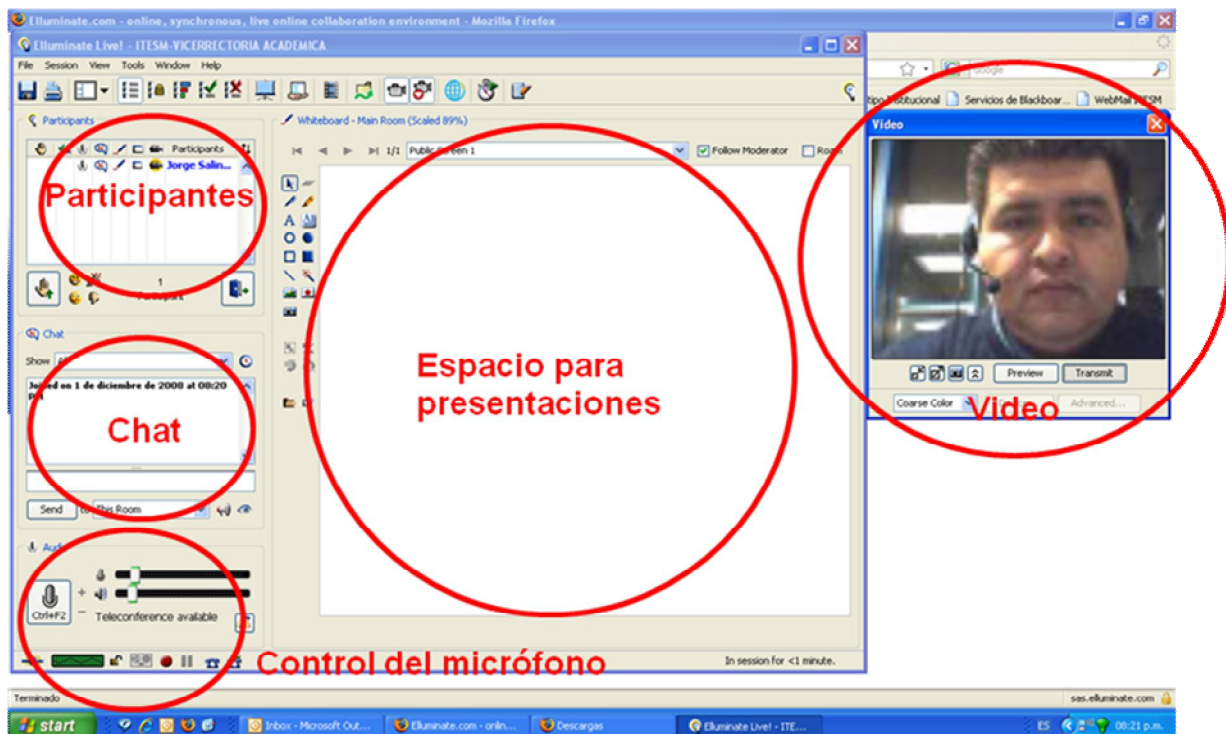 Elluminate.com - online, synchronous, live online collaboration environment - Mozilla Firefox
Elluminate Live! - ITESM-VICERRECTORIA ACADEMICA
File Session View Tools Window Help
Google
Institucional Servicios de Blackboar... WebMail ITESM
Participants
Whiteboard - Main Room (Scaled 89%)
Video
Participants
1/1 Public Screen 1 Follow Moderator Roam
Jorge Salin...
Participantes
1
Participant
Chat
Show
Joined on 1 de diciembre de 2008 at 08:20
PM
Chat
Espacio para
presentaciones
Preview Transmit
Coarse Color Advanced...
Video
Send to This Room
Audio
Ctrl+F2
Teleconference available
Control del micrófono
In session for <1 minute.
Terminado sas.elluminate.com
start Inbox - Microsoft Out... Elluminate.com - onlin... Descargas Elluminate Live! - ITE... ES 08:21 p.m.